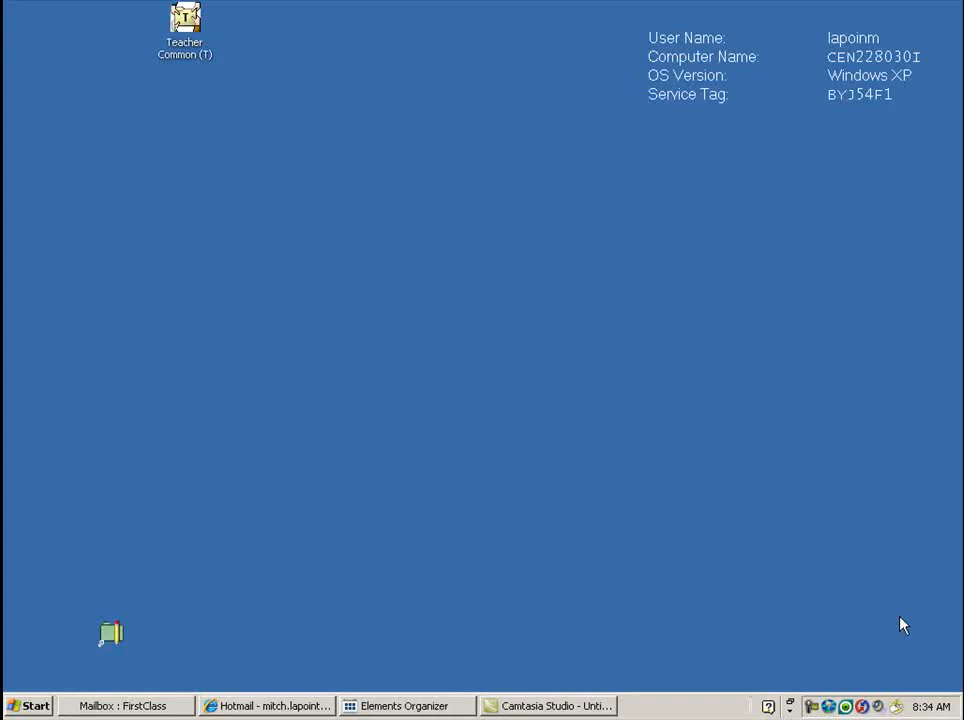 T
Teacher
Common (T)
User Name: lapoinm
Computer Name: CEN228030I
OS Version: Windows XP
Service Tag: BYJ54F1
Start
Mailbox : FirstClass
Hotmail - mitch.lapoint...
Elements Organizer
Camtasia Studio - Unti...
8:34 AM